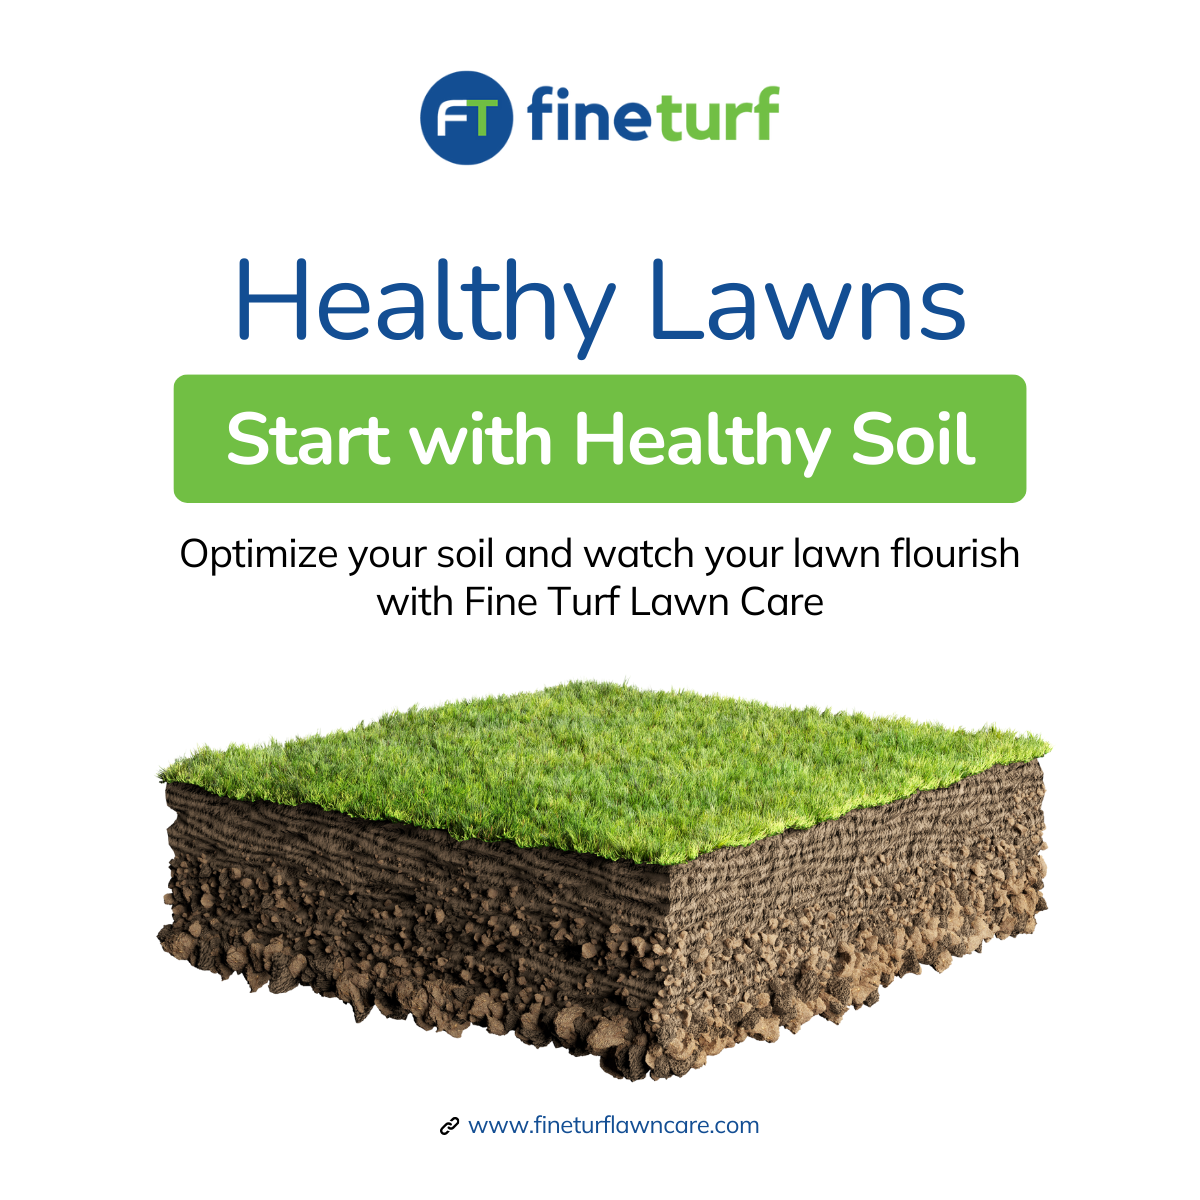 FT fineturf
Healthy Lawns
Start with Healthy Soil
Optimize your soil and watch your lawn flourish
with Fine Turf Lawn Care
www.fineturflawncare.com